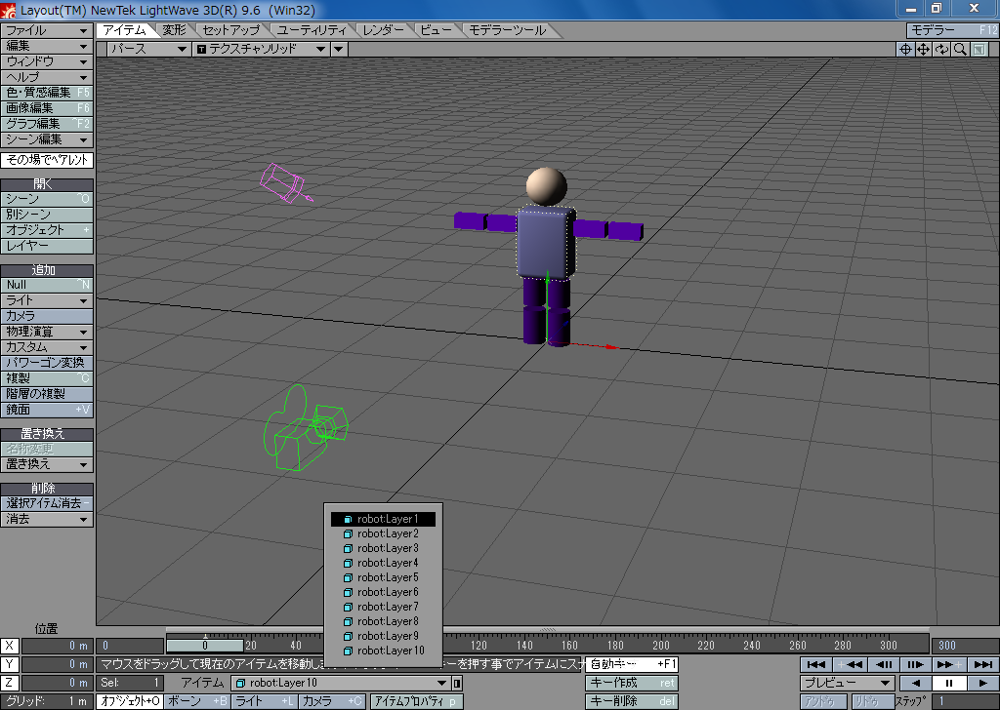 Layout(TM) NewTek LightWave 3D(R) 9.6 (Win32)
ファイル
アイテム 変形 セットアップ ユーティリティ レンダー ビュー モデラーツール
モデラー F12
編集
パース テクスチャソリッド
ウィンドウ
ヘルプ
色・質感編集 F5
画像編集 F6
グラフ編集 ^F2
シーン編集
その場でペアレント
開く
シーン ^O
別シーン
オブジェクト +
レイヤー
追加
Null ^N
ライト
カメラ
物理演算
カスタム
パワーゴン変換
複製 ^C
階層の複製
鏡面 +V
置き換え
名称変更
置き換え
削除
選択アイテム消去 -
消去
robot:Layer1
robot:Layer2
robot:Layer3
robot:Layer4
robot:Layer5
robot:Layer6
robot:Layer7
robot:Layer8
robot:Layer9
robot:Layer10
位置
X 0 m
0 0 20 40 120 140 160 180 200 220 240 260 280 300 300
Y 0 m
マウスをドラッグして現在のアイテムを移動し キーを押す事でアイテムにスナ
自動キー +F1
Z 0 m
Sel: 1 アイテム robot:Layer10
キー作成 ret
プレビュー
グリッド: 1 m
オブジェクト+O ボーン +B ライト +L カメラ +C アイテムプロパティ p
キー削除 del
アンドゥ リドゥ ステップ 1